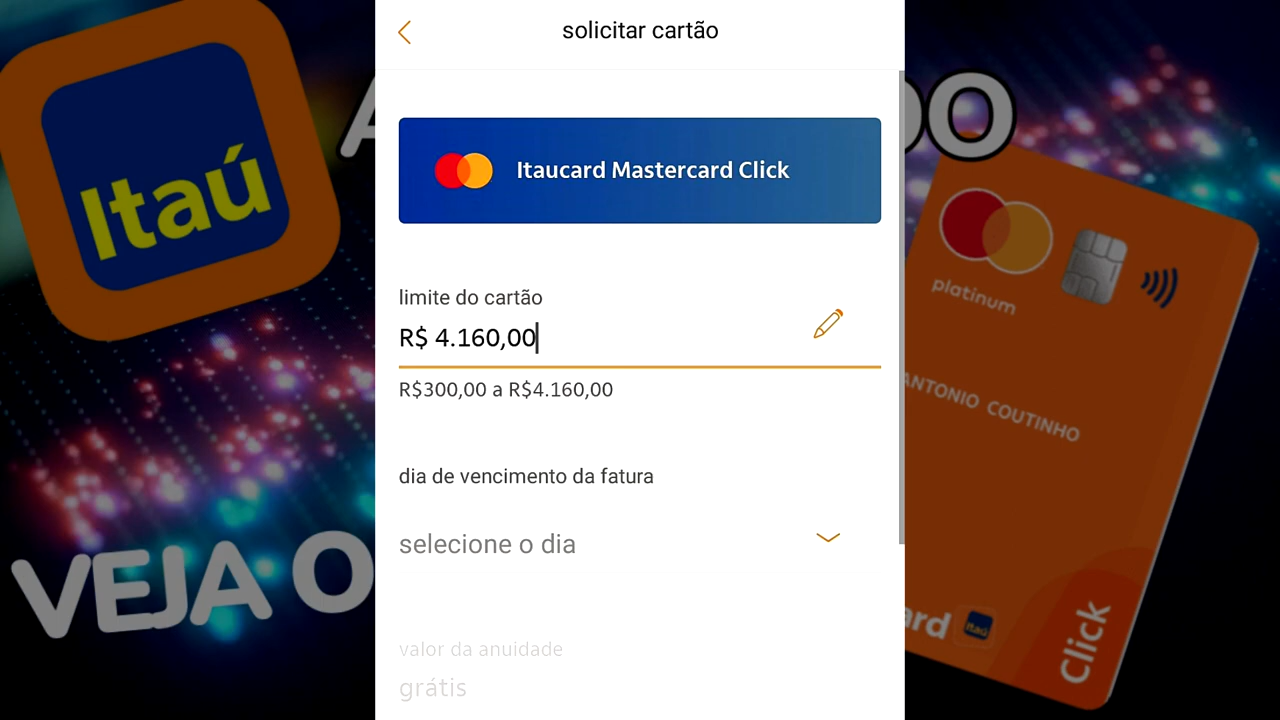 solicitar cartão
Itaú
Itaucard Mastercard Click
platinum
limite do cartão
R$ 4.160,00
R$300,00 a R$4.160,00
ANTONIO COUTINHO
dia de vencimento da fatura
selecione o dia
VEJA O
valor da anuidade
grátis
Itaú
Click